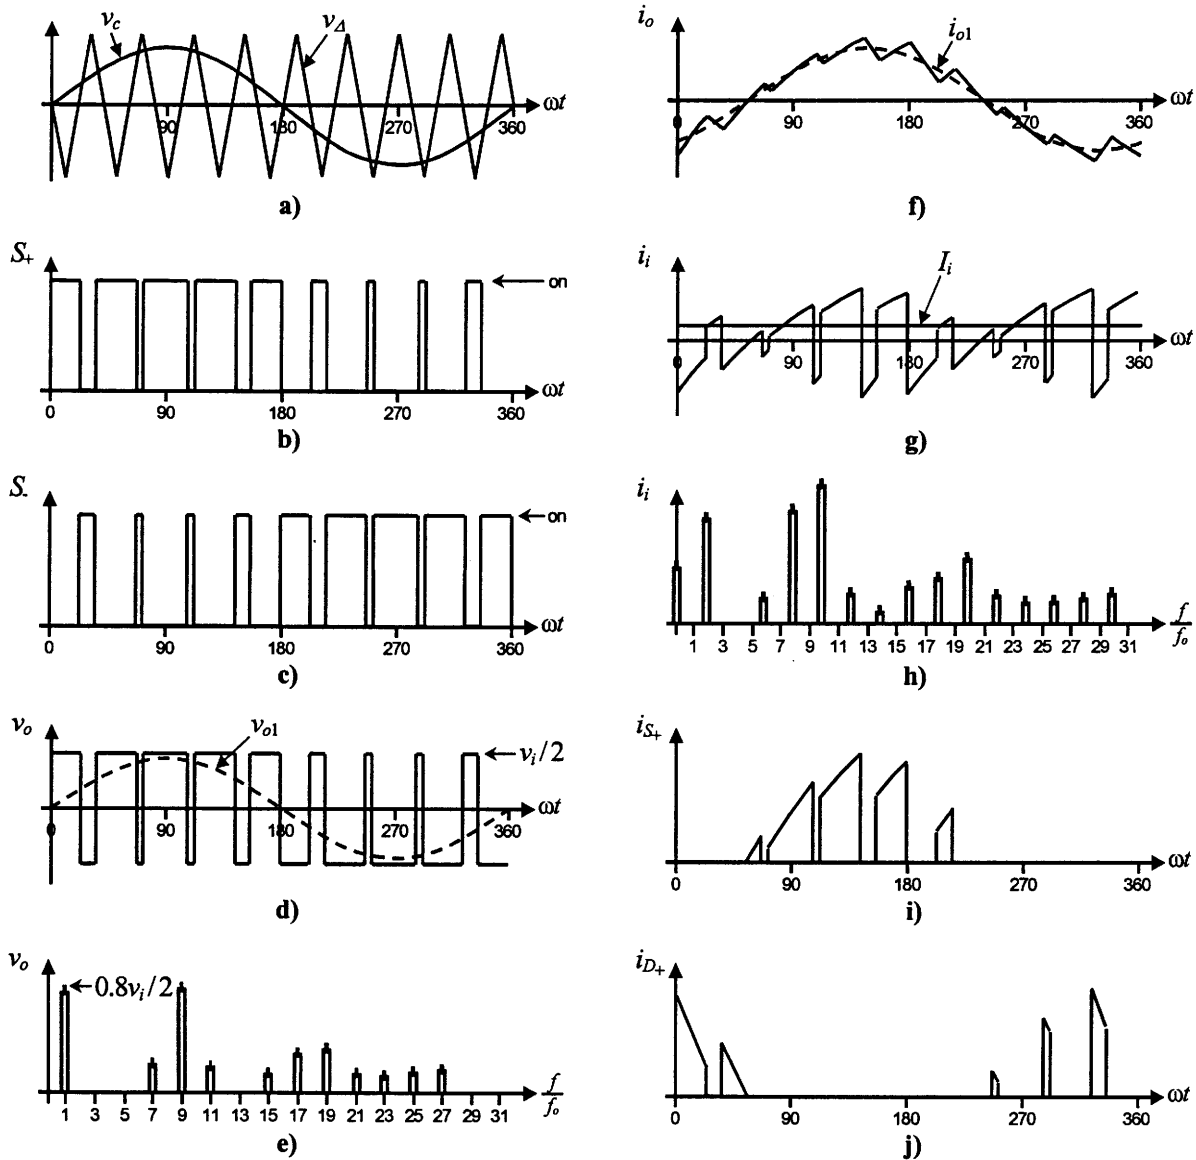 v_c
v_Δ
ωt
90
180
270
360
a)
S_+
on
ωt
0
90
180
270
360
b)
S_-
on
ωt
0
90
180
270
360
c)
v_o
v_o1
v_i/2
ωt
0
90
180
270
360
d)
v_o
0.8v_i/2
f/f_o
1 3 5 7 9 11 13 15 17 19 21 23 25 27 29 31
e)
i_o
i_o1
ωt
0
90
180
270
360
f)
i_i
I_i
ωt
0
90
180
270
360
g)
i_i
f/f_o
1 3 5 7 9 11 13 15 17 19 21 23 25 27 29 31
h)
i_S+
ωt
0
90
180
270
360
i)
i_D+
ωt
0
90
180
270
360
j)